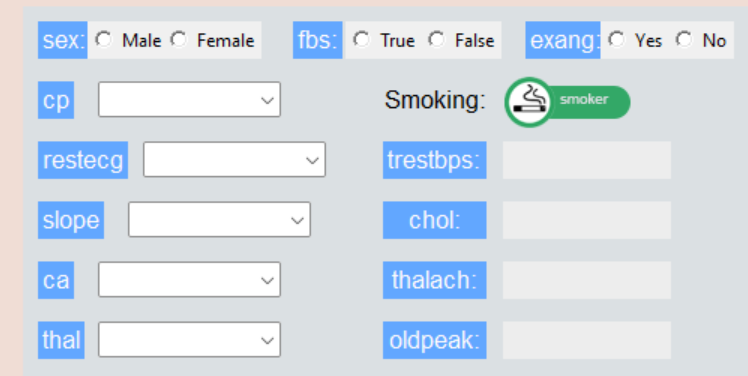 sex: Male Female fbs: True False exang: Yes No
cp Smoking: smoker
restecg trestbps:
slope chol:
ca thalach:
thal oldpeak: